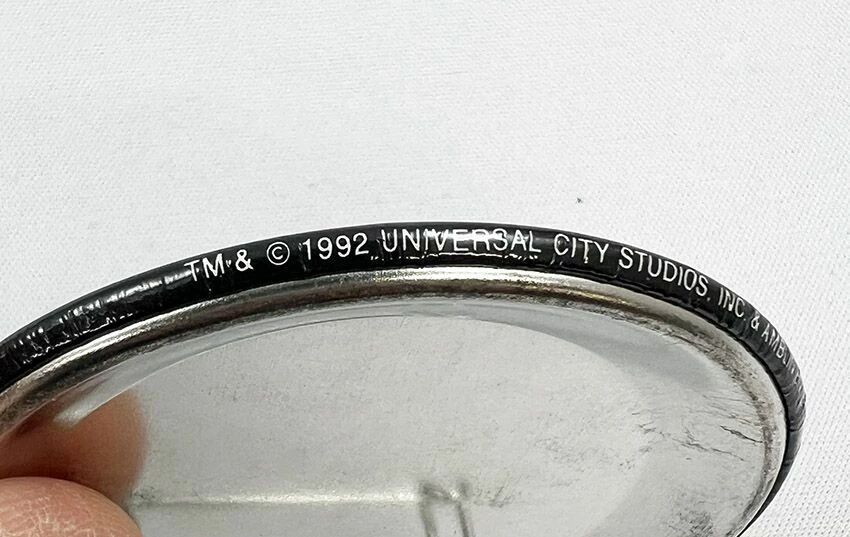 TM & © 1992 UNIVERSAL CITY STUDIOS, INC. &